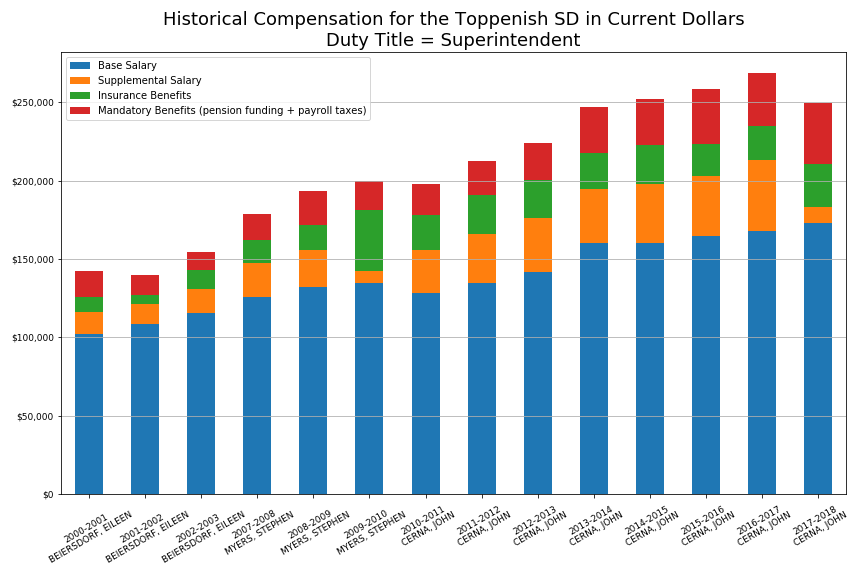 Historical Compensation for the Toppenish SD in Current Dollars
Duty Title = Superintendent
Base Salary
Supplemental Salary
Insurance Benefits
Mandatory Benefits (pension funding + payroll taxes)
$250,000
$200,000
$150,000
$100,000
$50,000
$0
2000-2001
BEIERSDORF, EILEEN
2001-2002
BEIERSDORF, EILEEN
2002-2003
BEIERSDORF, EILEEN
2007-2008
MYERS, STEPHEN
2008-2009
MYERS, STEPHEN
2009-2010
MYERS, STEPHEN
2010-2011
CERNA, JOHN
2011-2012
CERNA, JOHN
2012-2013
CERNA, JOHN
2013-2014
CERNA, JOHN
2014-2015
CERNA, JOHN
2015-2016
CERNA, JOHN
2016-2017
CERNA, JOHN
2017-2018
CERNA, JOHN